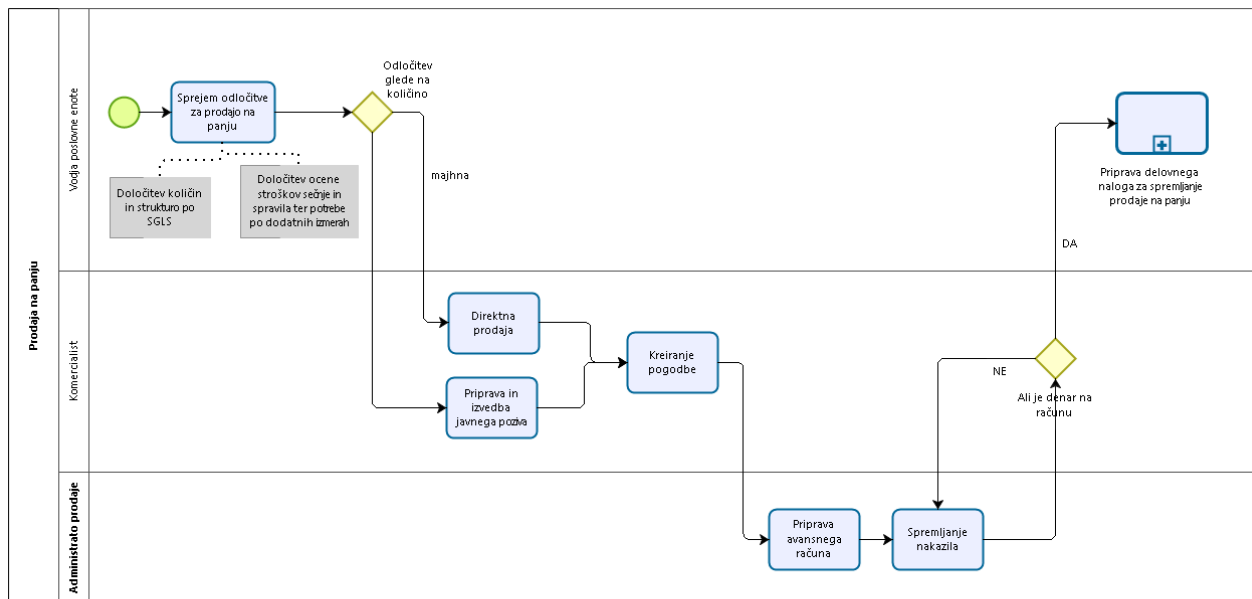 Prodaja na panju
Vodja poslovne enote
Sprejem odločitve
za prodajo na
panju
Odločitev
glede na
količino
Določitev količin
in strukturo po
SGLS
Določitev ocene
stroškov sečnje in
spravila ter potrebe
po dodatnih izmerah
majhna
Priprava delovnega
naloga za spremljanje
prodaje na panju
DA
Komercialist
Direktna
prodaja
Priprava in
izvedba
javnega poziva
Kreiranje
pogodbe
NE
Ali je denar na
računu
Administrato prodaje
Priprava
avansnega
računa
Spremljanje
nakazila